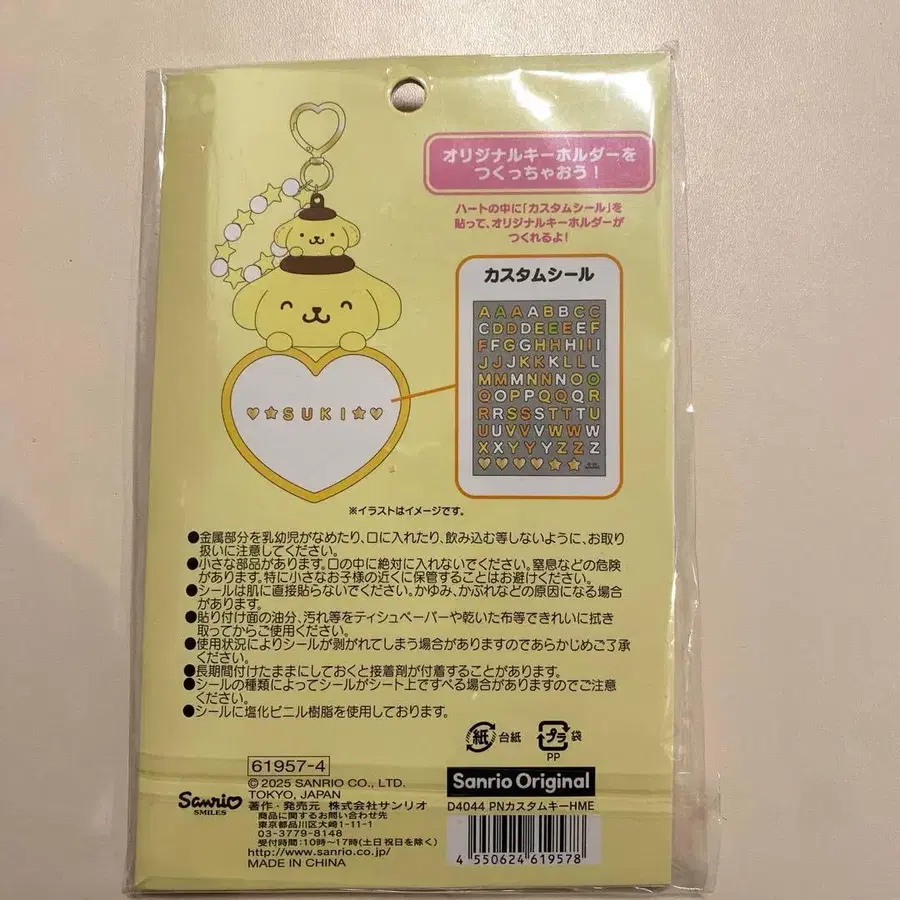 オリジナルキーホルダーを
つくっちゃおう！
ハートの中に「カスタムシール」を
貼って、オリジナルキーホルダーが
つくれるよ！
カスタムシール
AAAABBCC
CDDDEEEEF
FFGGHHHIII
JJJKKKLLL
MMMNNNOO
OOPPQQQR
RRSSSTTTU
UUVVVWWW
XXYYYZZZ
♡♡♡♡☆☆
♡☆SUKI☆♡
※イラストはイメージです。
●金属部分を乳幼児がなめたり、口に入れたり、飲み込む等しないように、お取り
扱いに注意してください。
●小さな部品があります。口の中に絶対に入れないでください。窒息などの危険
があります。特に小さなお子様の近くに保管することはお避けください。
●シールは肌に直接貼らないでください。かゆみ、かぶれなどの原因になる場合
があります。
●貼り付け面の油分、汚れ等をティシュペーパーや乾いた布等できれいに拭き
取ってからご使用ください。
●使用状況によりシールが剥がれてしまう場合がありますのであらかじめご了承
ください。
●長期間付けたままにしておくと接着剤が付着することがあります。
●シールの種類によってシールがシート上ですべる場合がありますのでご注意
ください。
●シールに塩化ビニル樹脂を使用しております。
紙 台紙
プラ 袋
PP
61957-4
© 2025 SANRIO CO., LTD.
TOKYO, JAPAN
Sanrio
SMILES
著作・発売元 株式会社サンリオ
商品に関するお問い合わせ先
東京都品川区大崎1-11-1
03-3779-8148
受付時間:10時〜17時(土日祝日を除く)
http://www.sanrio.co.jp/
MADE IN CHINA
Sanrio Original
D4044 PNカスタムキーHME
4 550624 619578